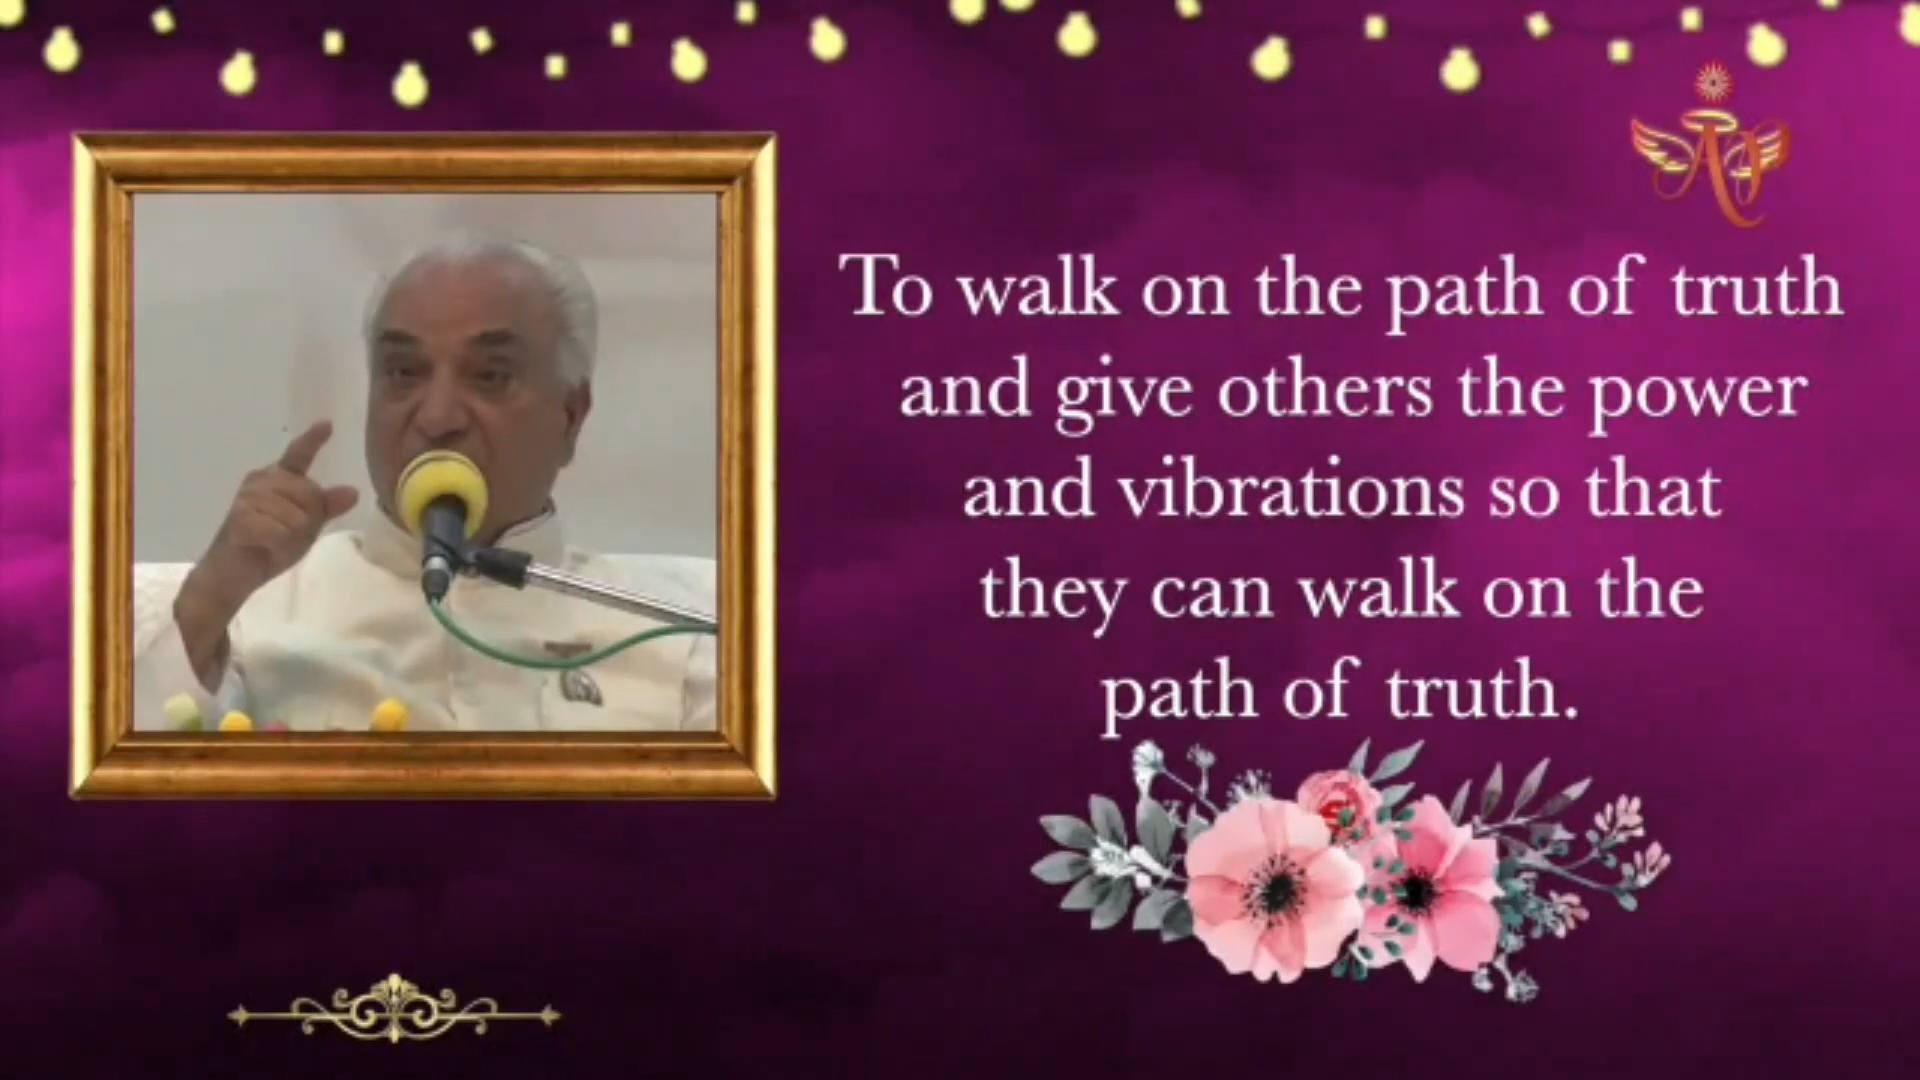 To walk on the path of truth
and give others the power
and vibrations so that
they can walk on the
path of truth.